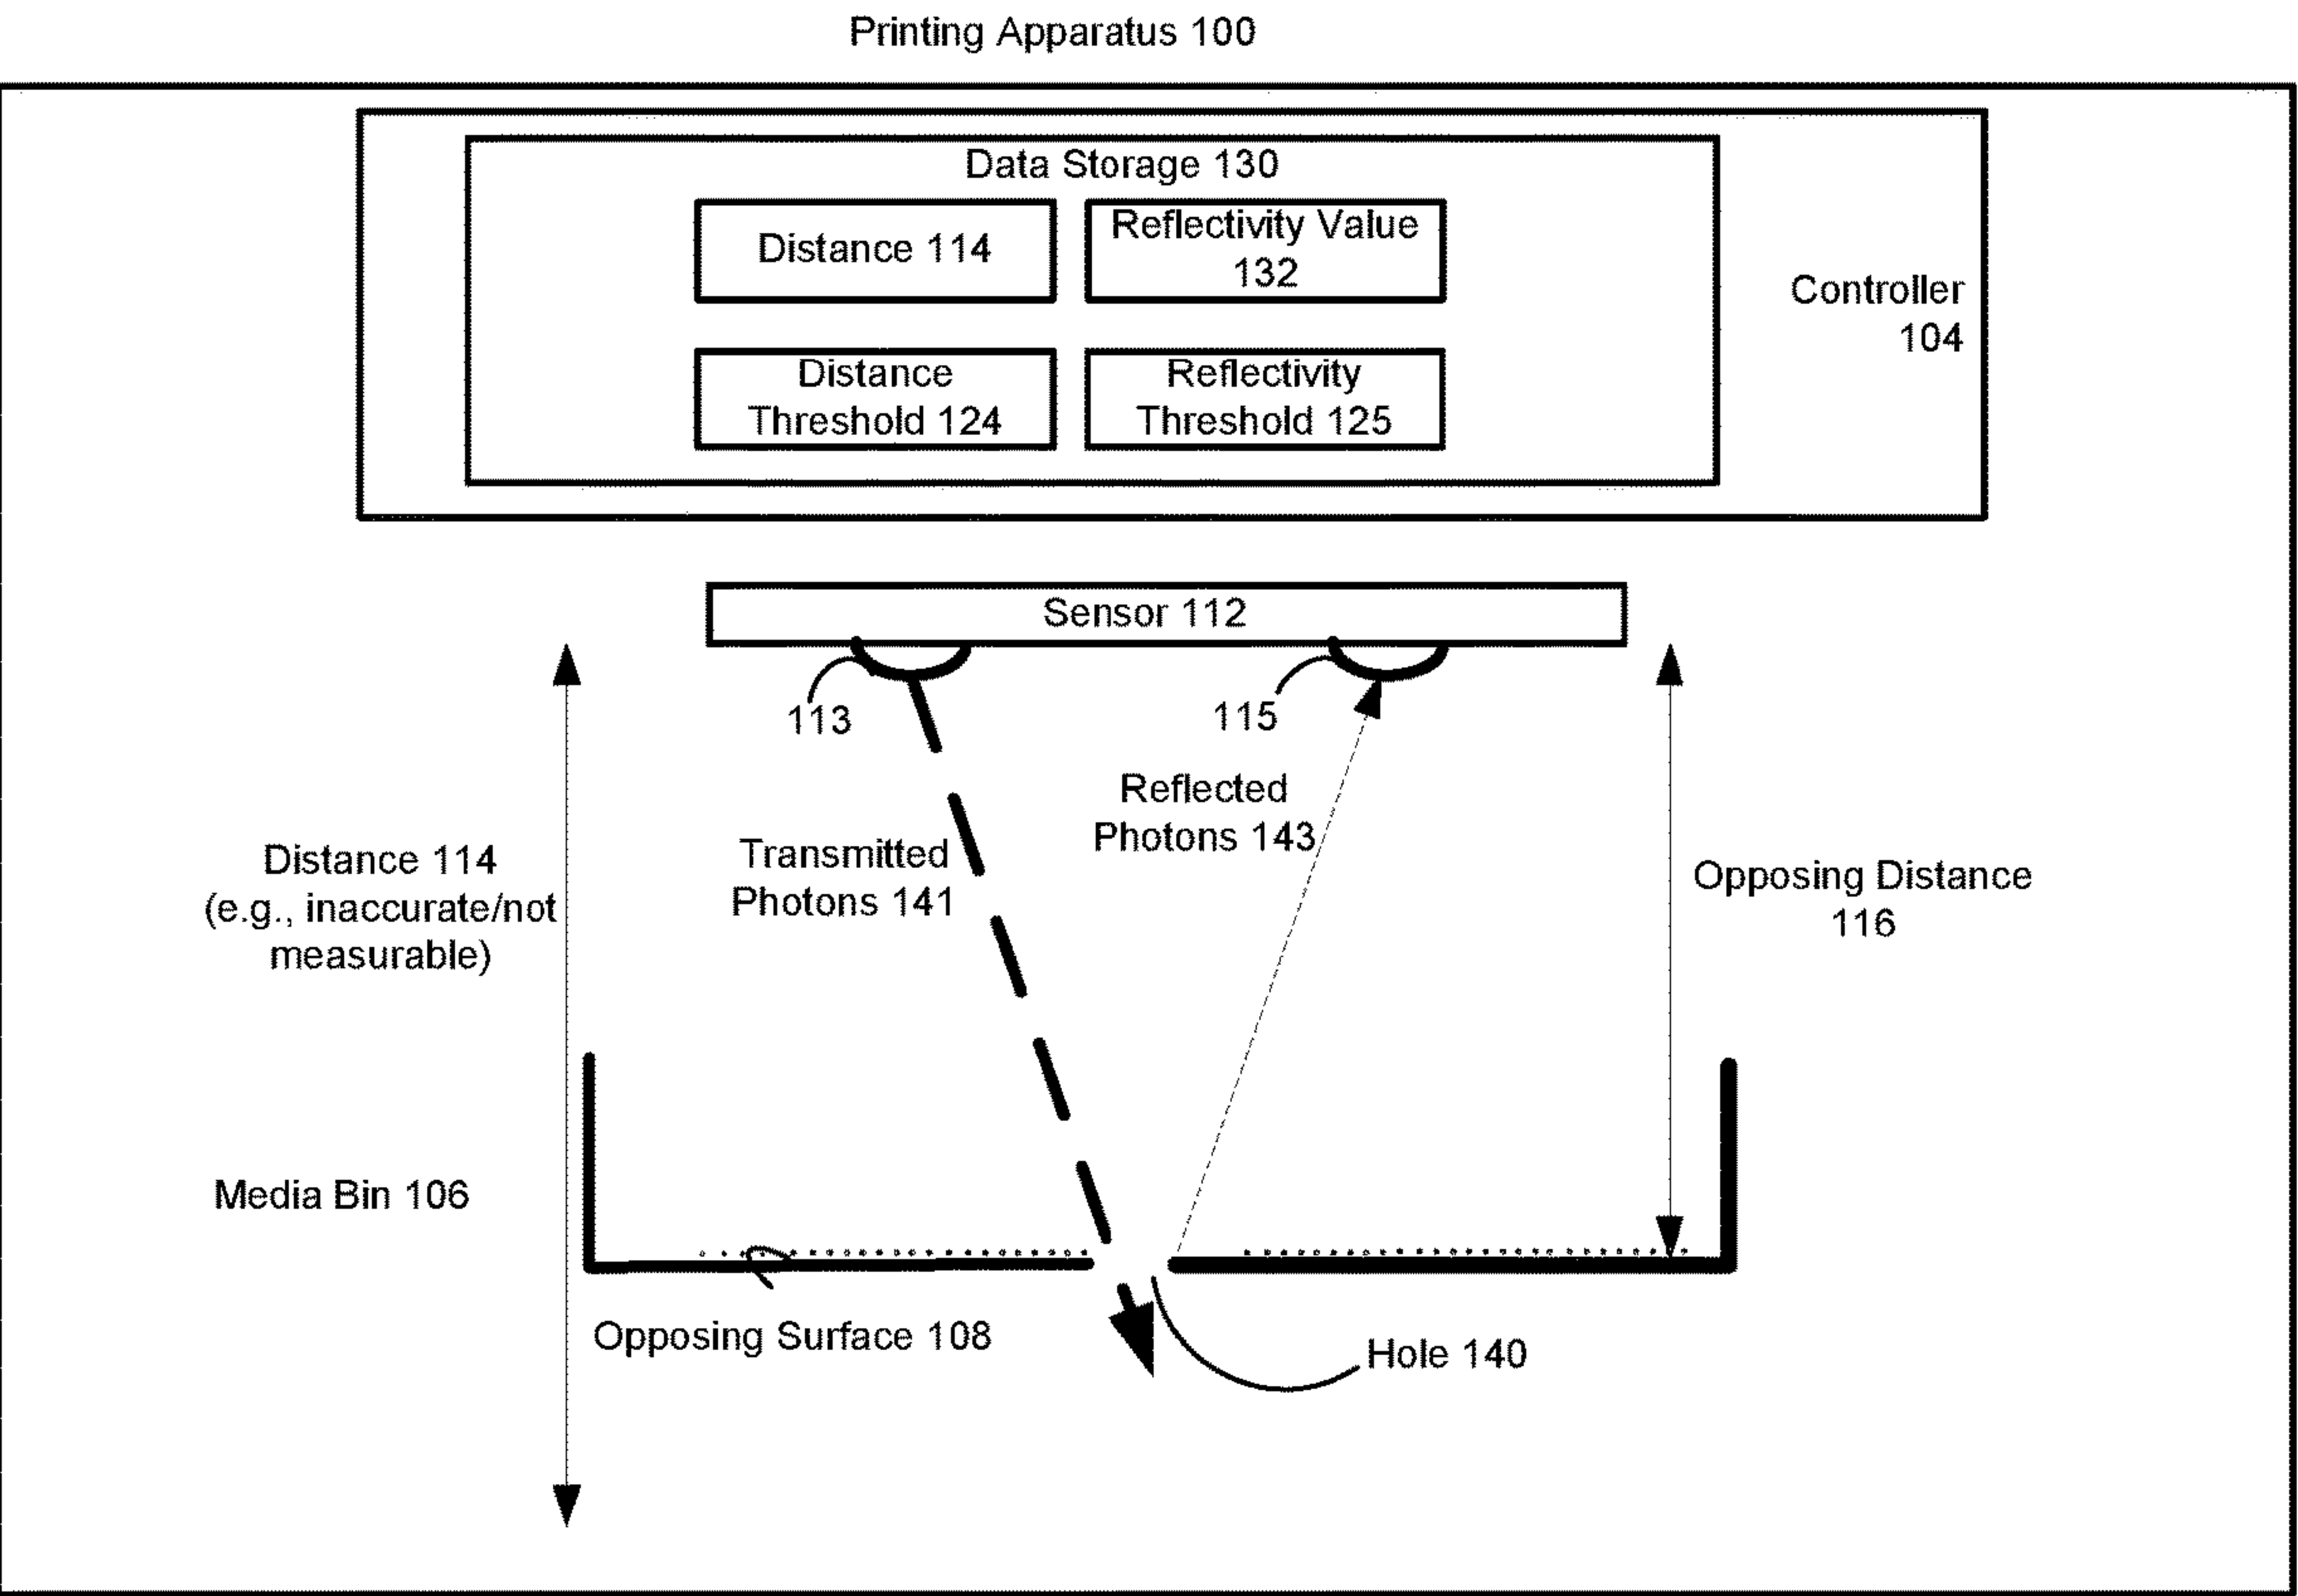 Printing Apparatus 100
Data Storage 130
Distance 114
Reflectivity Value
132
Controller
104
Distance
Threshold 124
Reflectivity
Threshold 125
Sensor 112
113
115
Reflected
Photons 143
Transmitted
Photons 141
Distance 114
(e.g., inaccurate/not
measurable)
Opposing Distance
116
Media Bin 106
Opposing Surface 108
Hole 140